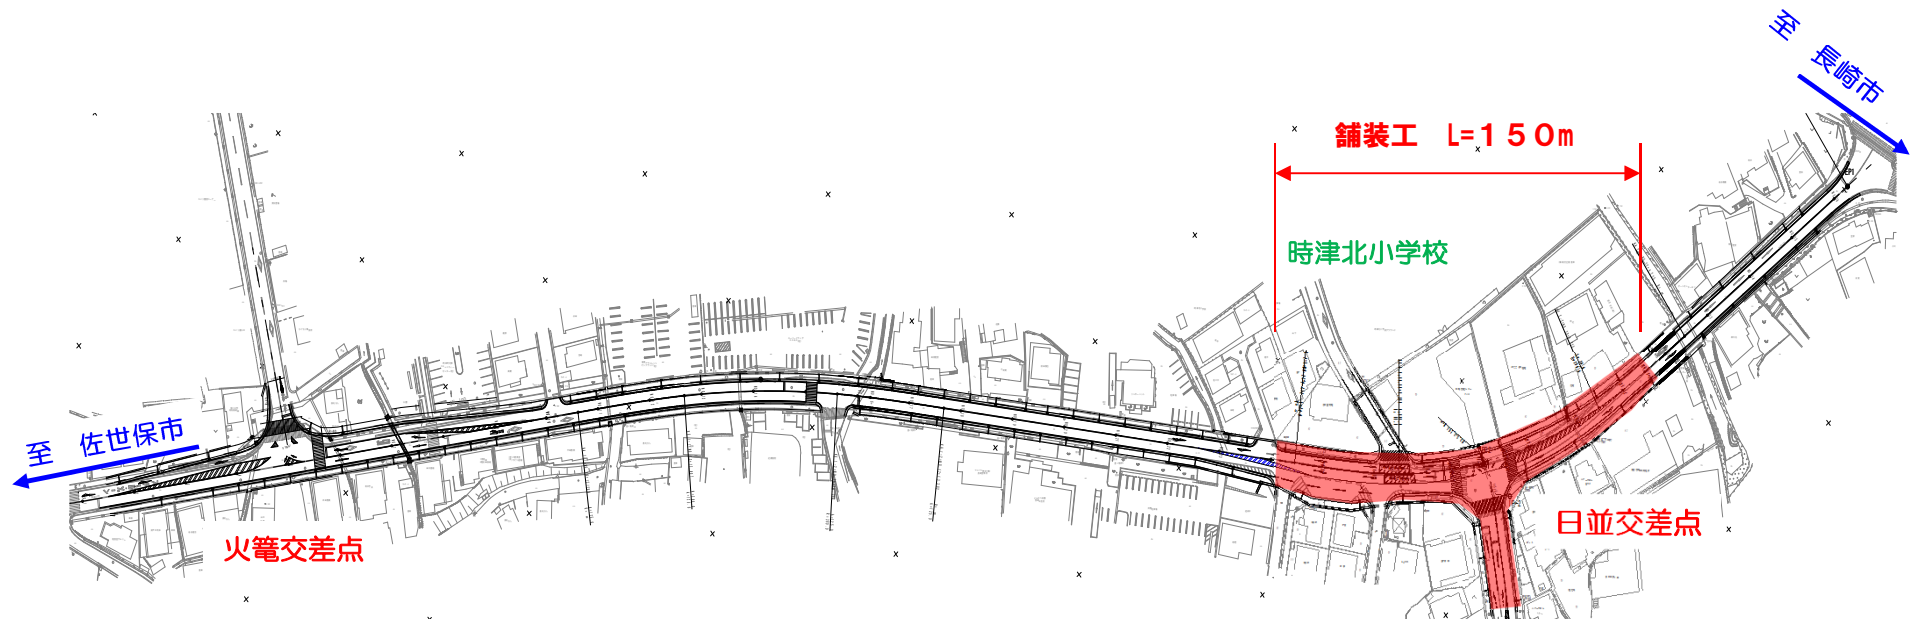 至　長崎市
舗装工　L=１５０m
時津北小学校
至　佐世保市
火篭交差点
日並交差点